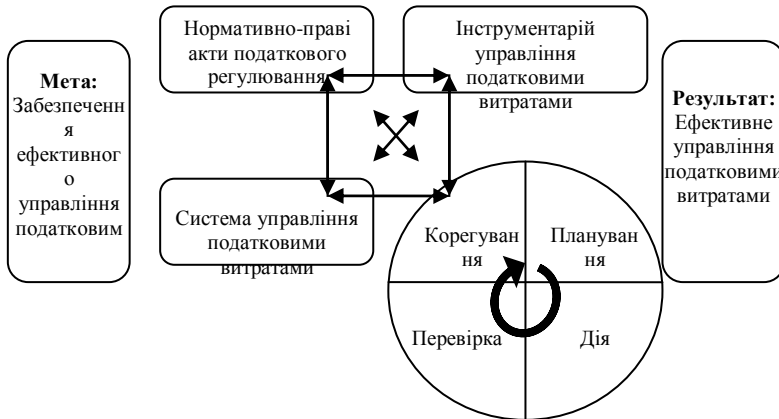 Мета:
Забезпеченн
я
ефективног
о
управління
податковим
Нормативно-праві
акти податкового
регулювання
Інструментарій
управління
податковими
витратами
Результат:
Ефективне
управління
податковими
витратами
Система управління
податковими
витратами
Корегуван
ня
Плануван
ня
Перевірка
Дія